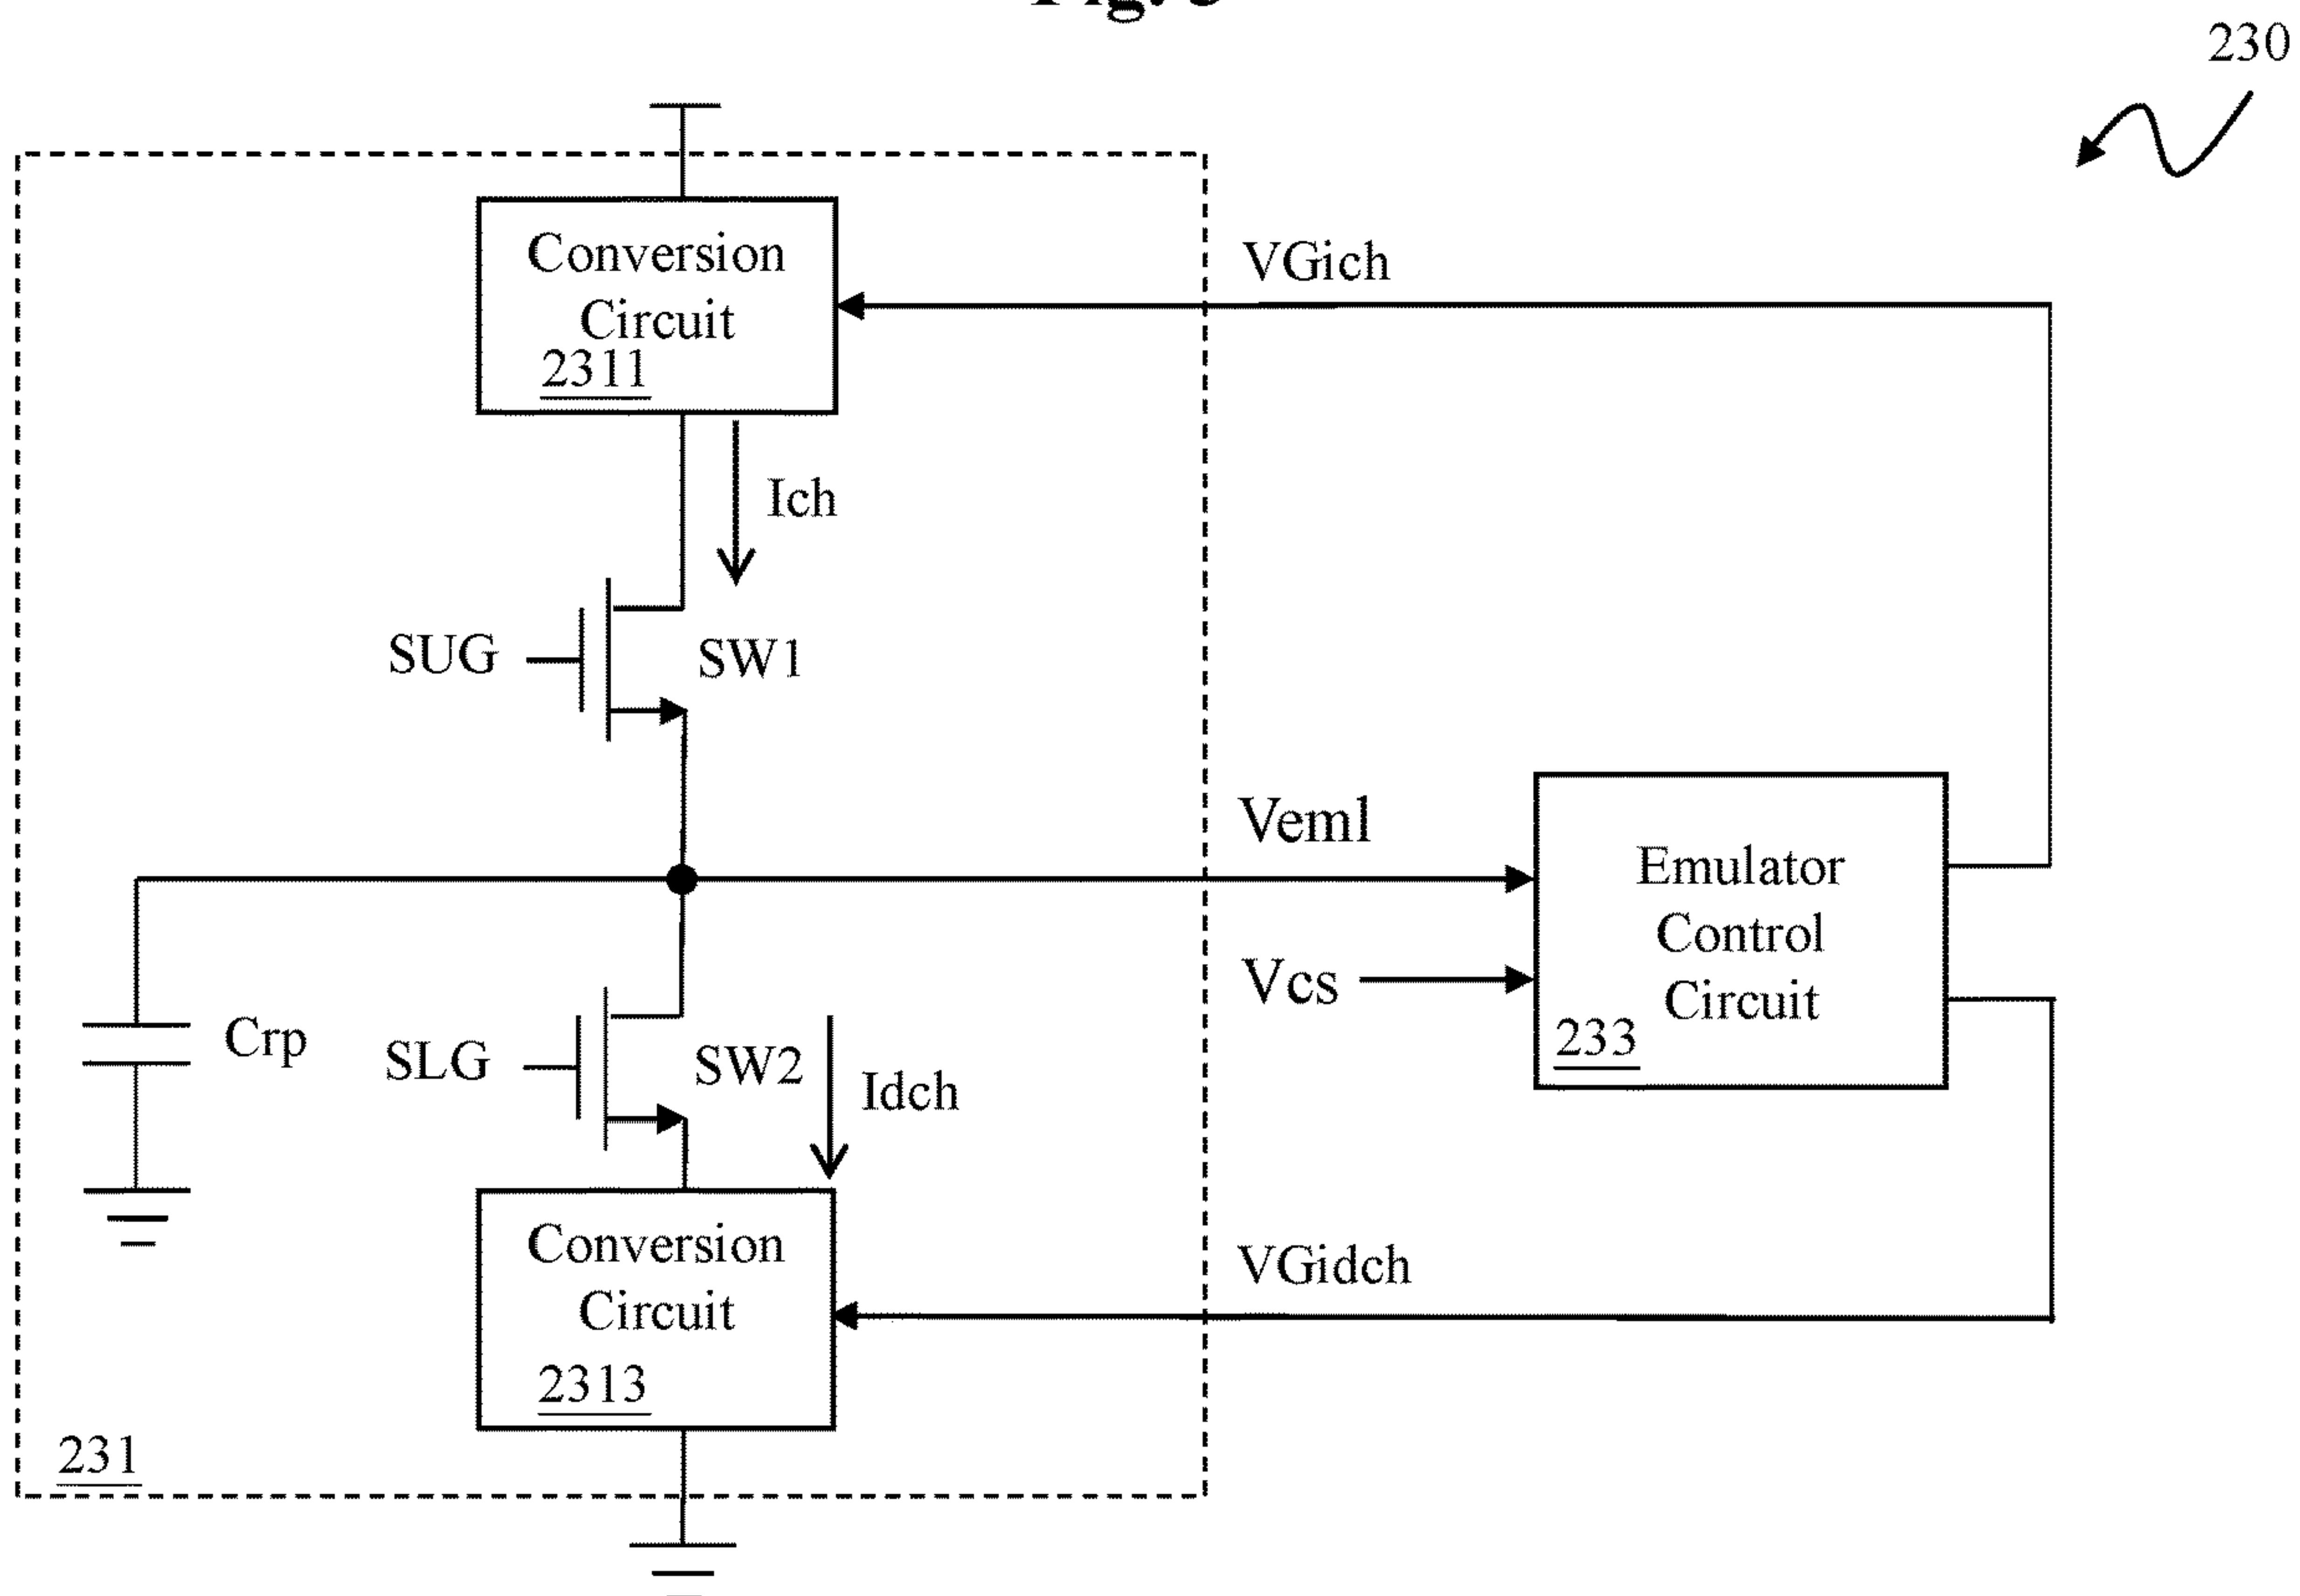 230
Conversion
Circuit
2311
VGich
Ich
SUG
SW1
Veml
Emulator
Control
Circuit
233
Vcs
Crp
SLG
SW2
Idch
Conversion
Circuit
2313
VGidch
231